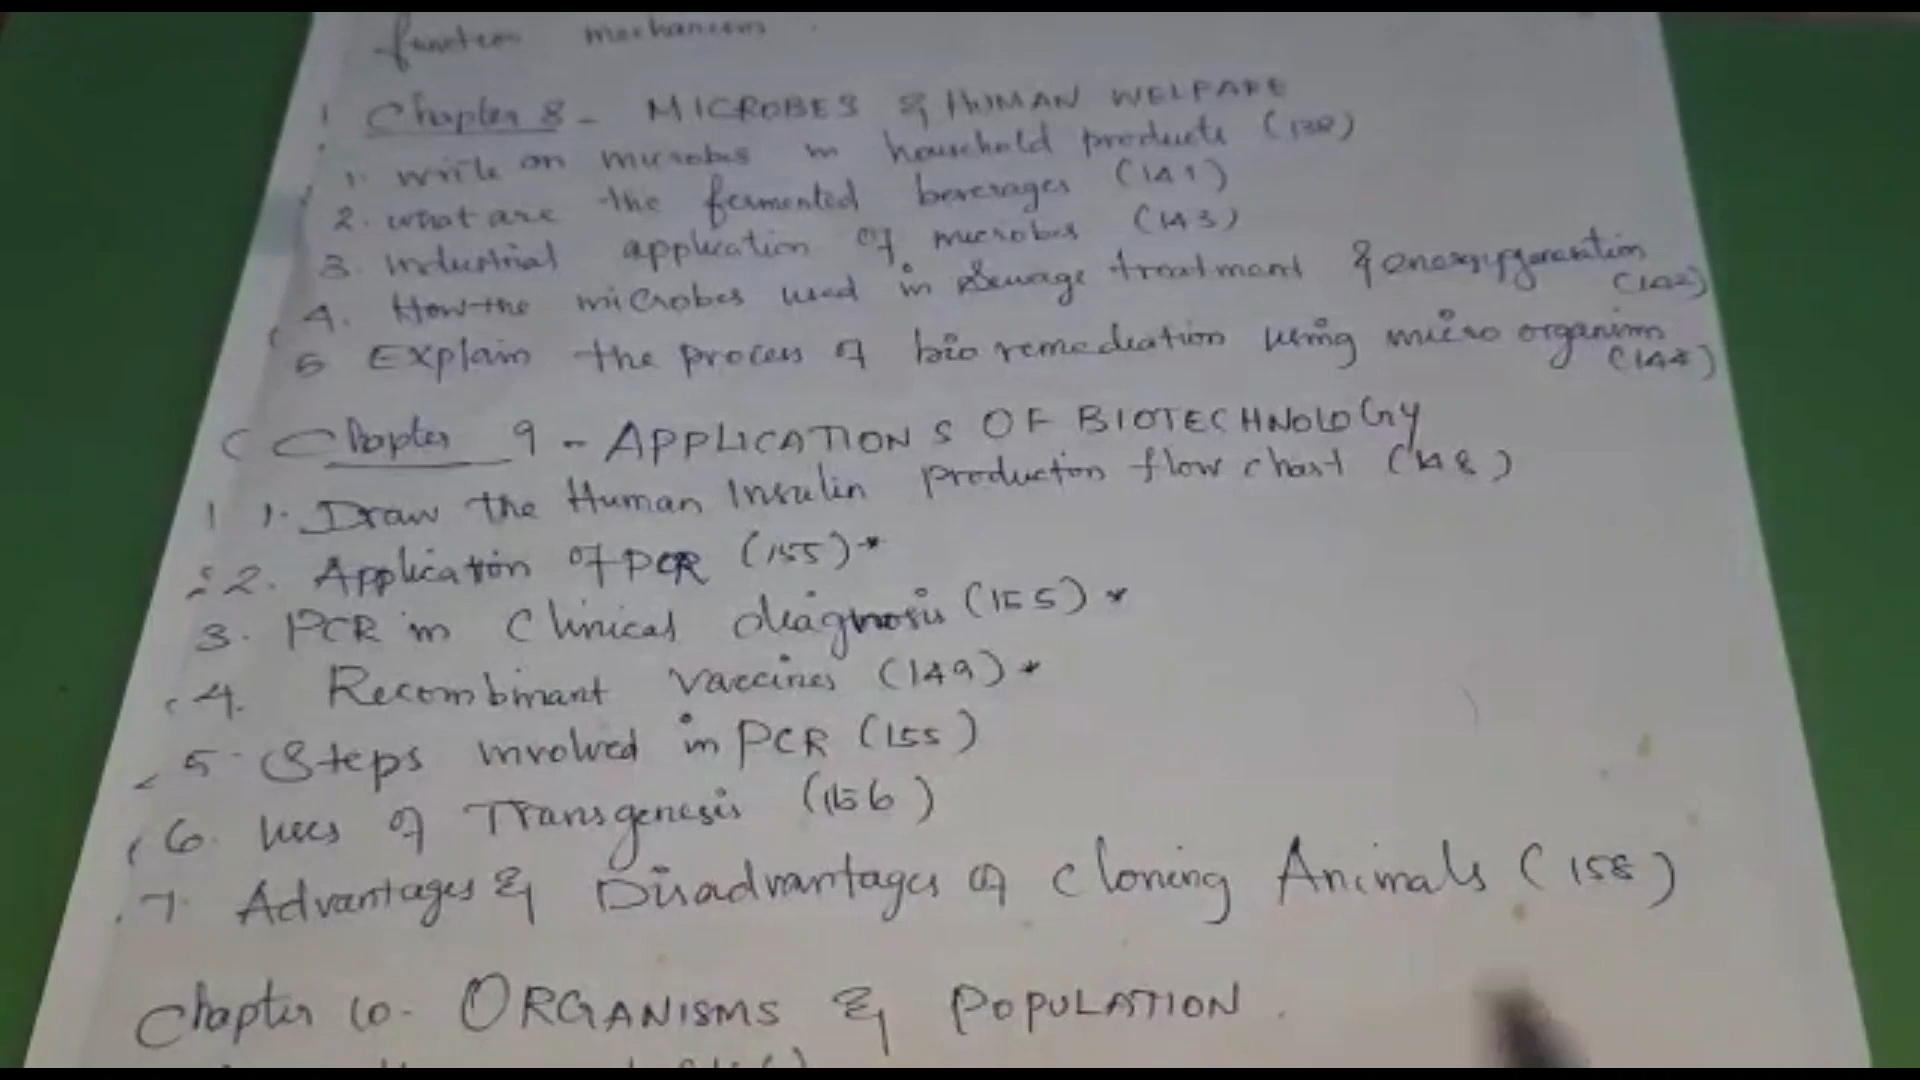 function mechanism.
Chapter 8 - MICROBES & HUMAN WELFARE
1. Write on microbes in household products (138)
2. what are the fermented beverages (141)
3. Industrial application of microbes (143)
4. How the microbes used in Sewage treatment & energy generation
(142)
5 Explain the process of bio remediation using micro organism
(144)
Chapter 9 - APPLICATIONS OF BIOTECHNOLOGY
1. Draw the Human Insulin production flow chart (148)
2. Application of PCR (155)*
3. PCR in Clinical diagnosis (155) *
4. Recombinant Vaccines (149) *
5. Steps involved in PCR (155)
6. Uses of Transgenesis (156)
7. Advantages & Disadvantages of Cloning Animals (158)
Chapter 10. ORGANISMS & POPULATION.